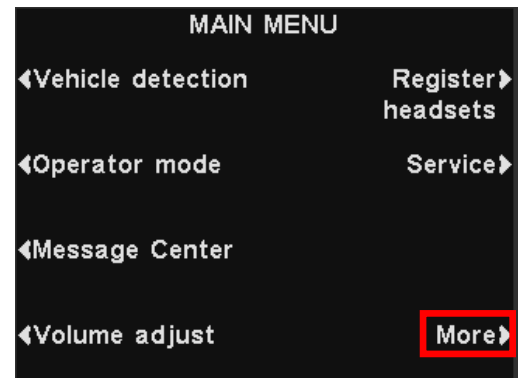 MAIN MENU
Vehicle detection
Register
headsets
Operator mode
Service
Message Center
Volume adjust
More